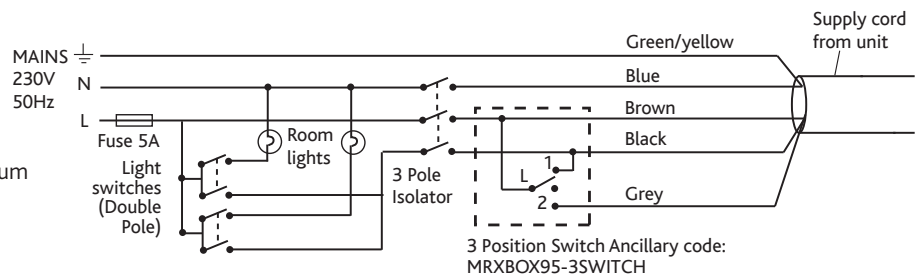 Supply cord
from unit
MAINS
230V
50Hz
N
L
Green/yellow
Blue
Brown
Black
Grey
Fuse 5A
Room
lights
um
Light
switches
(Double
Pole)
3 Pole
Isolator
L
1
2
3 Position Switch Ancillary code:
MRXBOX95-3SWITCH